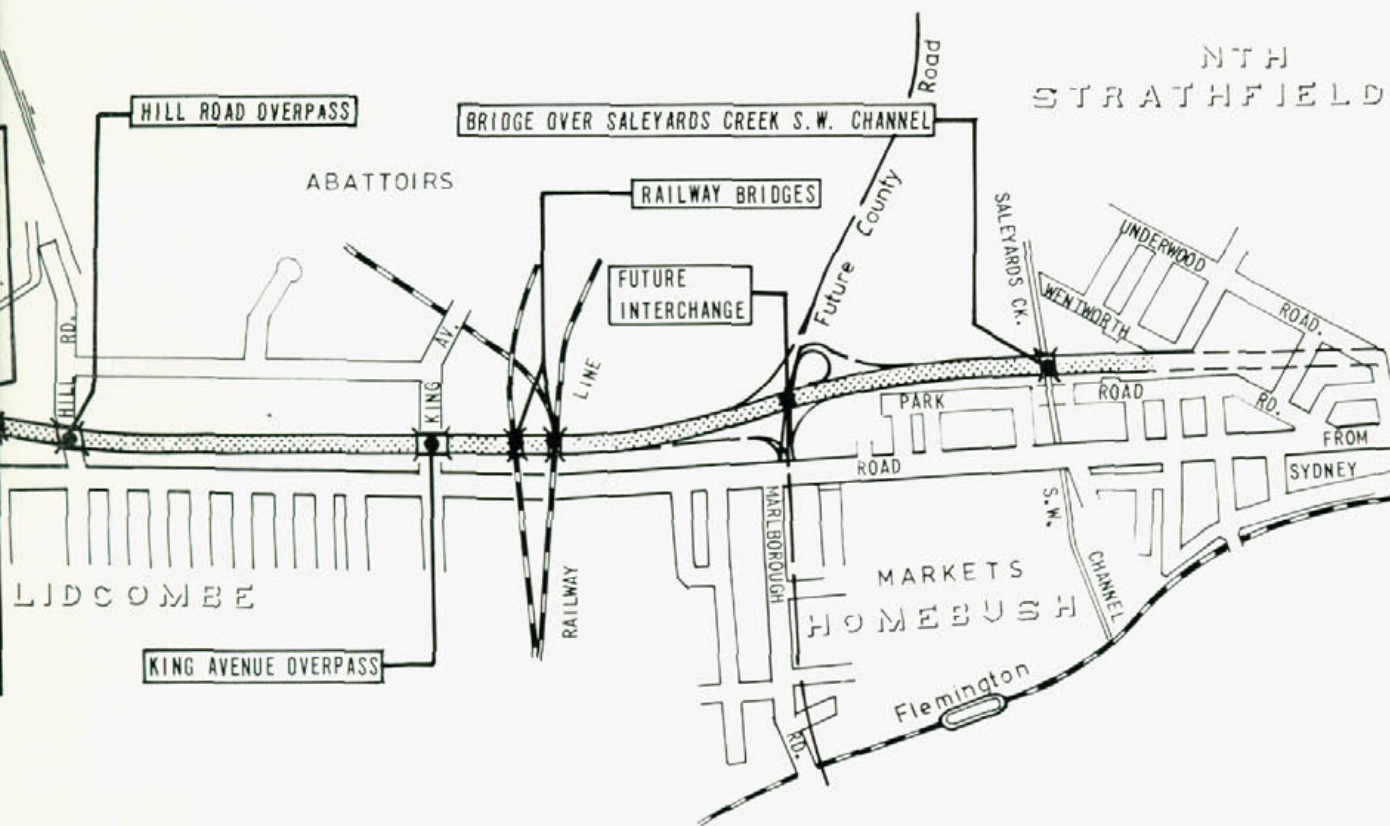 NTH
STRATHFIELD
HILL ROAD OVERPASS
BRIDGE OVER SALEYARDS CREEK S.W. CHANNEL
ABATTOIRS
RAILWAY BRIDGES
FUTURE
INTERCHANGE
Future County Road
SALEYARDS CK.
UNDERWOOD ROAD.
WENTWORTH RD.
HILL RD.
KING AV.
RAILWAY LINE
PARK ROAD
ROAD
FROM
SYDNEY
MARLBOROUGH RD.
S.W. CHANNEL
MARKETS
HOMEBUSH
LIDCOMBE
KING AVENUE OVERPASS
Flemington